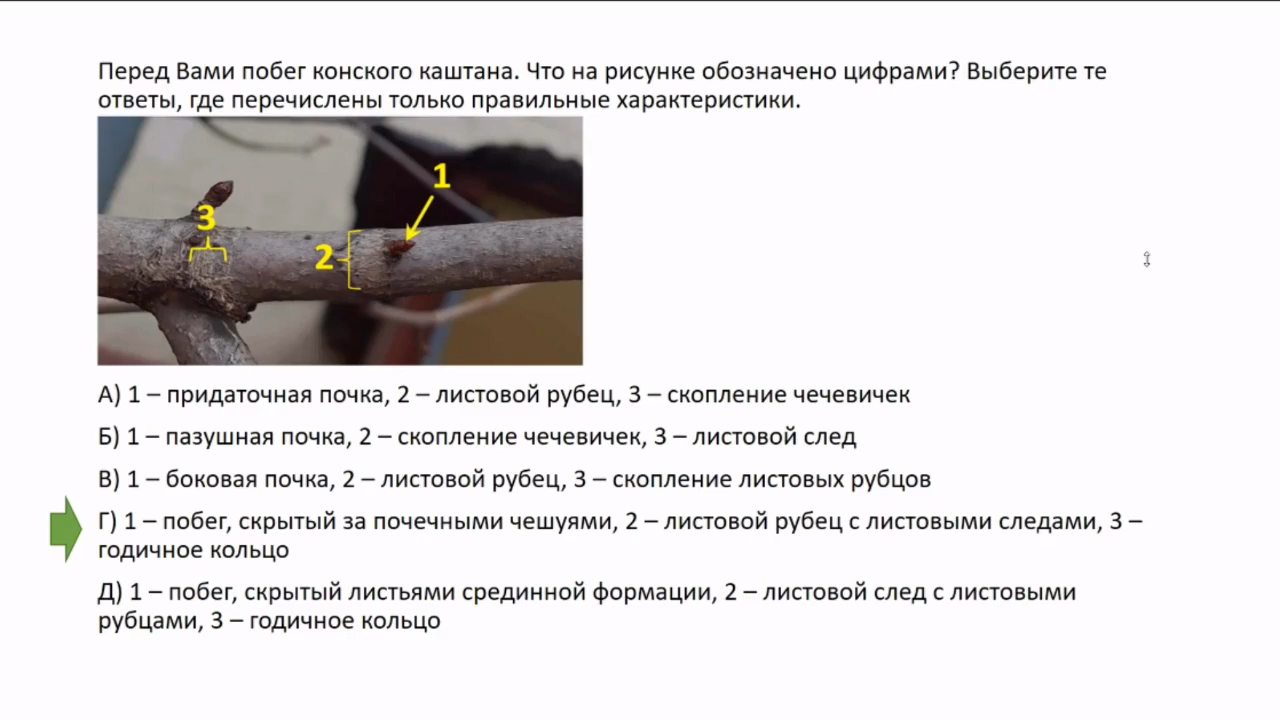 Перед Вами побег конского каштана. Что на рисунке обозначено цифрами? Выберите те
ответы, где перечислены только правильные характеристики.
1
3
2
А) 1 – придаточная почка, 2 – листовой рубец, 3 – скопление чечевичек
Б) 1 – пазушная почка, 2 – скопление чечевичек, 3 – листовой след
В) 1 – боковая почка, 2 – листовой рубец, 3 – скопление листовых рубцов
Г) 1 – побег, скрытый за почечными чешуями, 2 – листовой рубец с листовыми следами, 3 –
годичное кольцо
Д) 1 – побег, скрытый листьями срединной формации, 2 – листовой след с листовыми
рубцами, 3 – годичное кольцо